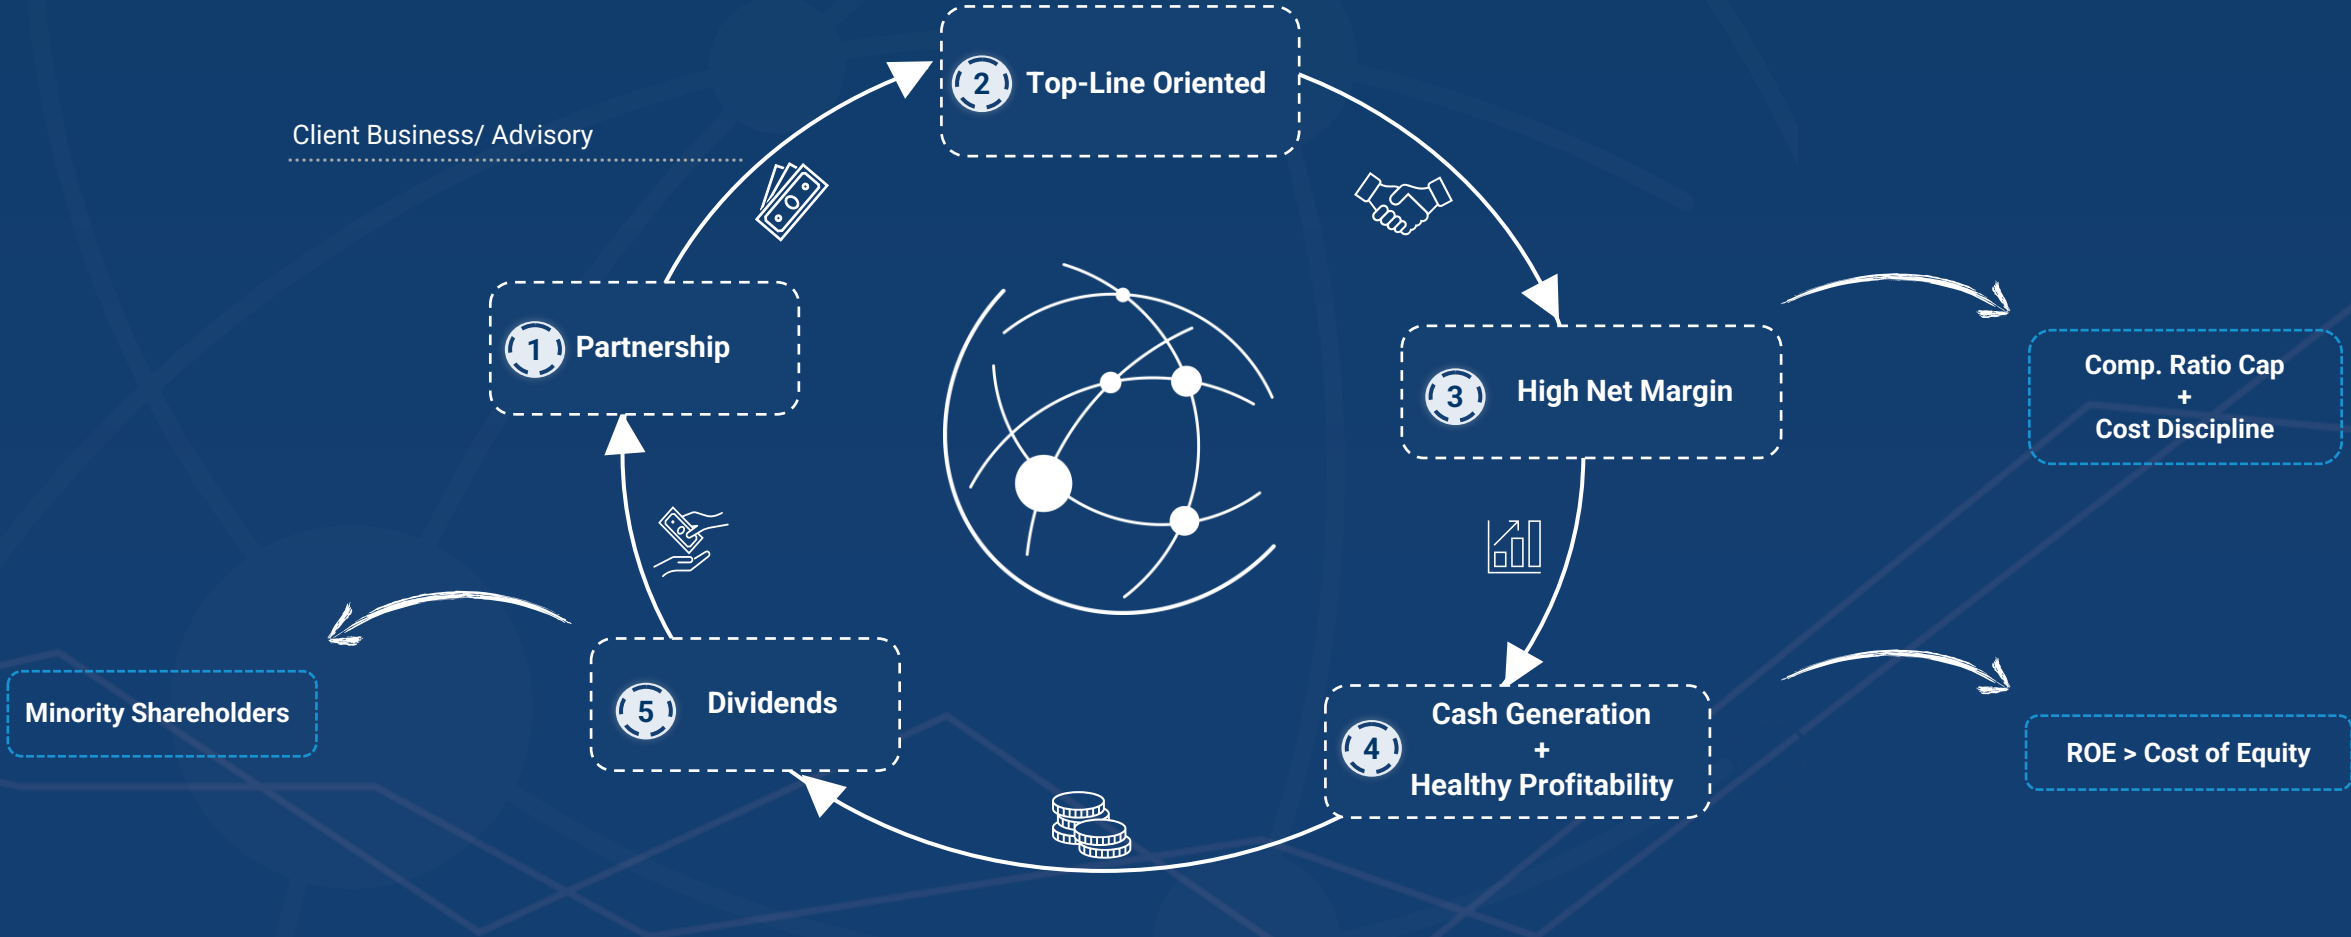 2 Top-Line Oriented
Client Business/ Advisory
1 Partnership
3 High Net Margin
Comp. Ratio Cap
+
Cost Discipline
Minority Shareholders
5 Dividends
4
Cash Generation
+
Healthy Profitability
ROE > Cost of Equity